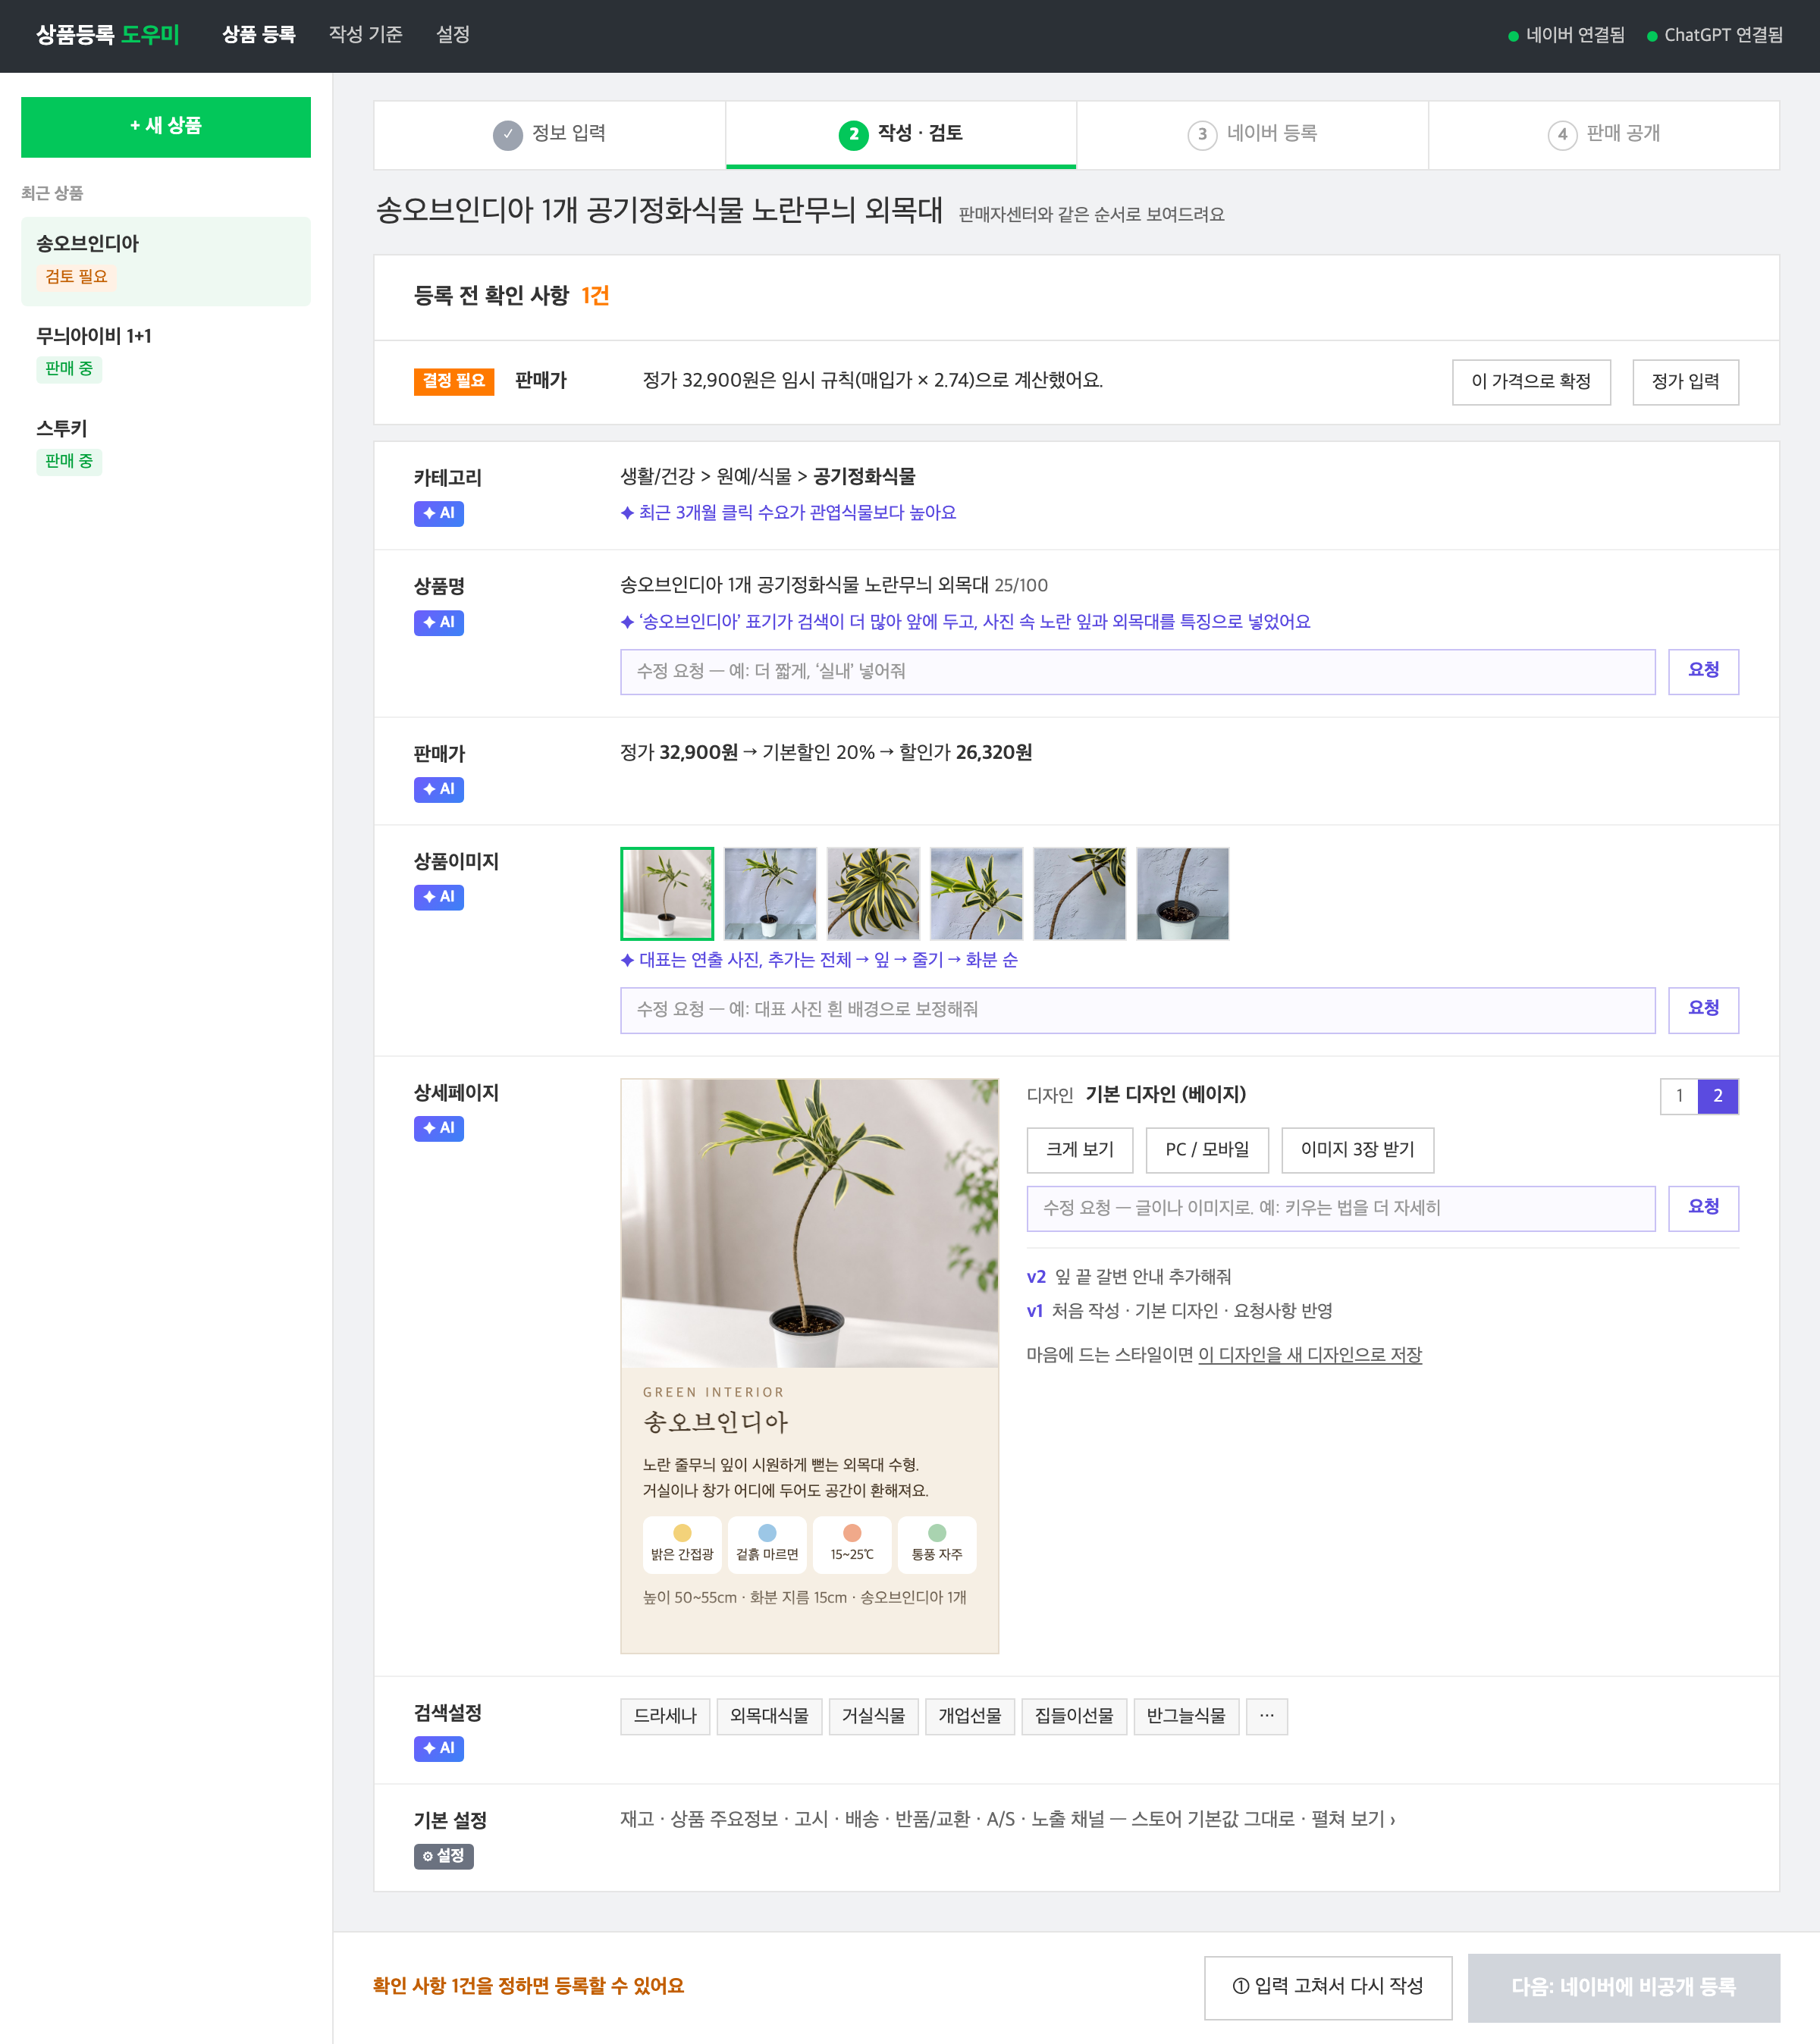 상품등록 도우미 상품 등록 작성 기준 설정 네이버 연결됨 ChatGPT 연결됨
+ 새 상품
최근 상품
송오브인디아
검토 필요
무늬아이비 1+1
판매 중
스투키
판매 중
✓ 정보 입력 2 작성 · 검토 3 네이버 등록 4 판매 공개
송오브인디아 1개 공기정화식물 노란무늬 외목대 판매자센터와 같은 순서로 보여드려요
등록 전 확인 사항 1건
결정 필요 판매가 정가 32,900원은 임시 규칙(매입가 × 2.74)으로 계산했어요. 이 가격으로 확정 정가 입력
카테고리 생활/건강 > 원예/식물 > 공기정화식물
✦ AI ✦ 최근 3개월 클릭 수요가 관엽식물보다 높아요
상품명 송오브인디아 1개 공기정화식물 노란무늬 외목대 25/100
✦ AI ✦ ‘송오브인디아’ 표기가 검색이 더 많아 앞에 두고, 사진 속 노란 잎과 외목대를 특징으로 넣었어요
수정 요청 — 예: 더 짧게, ‘실내’ 넣어줘 요청
판매가 정가 32,900원 → 기본할인 20% → 할인가 26,320원
✦ AI
상품이미지
✦ AI
✦ 대표는 연출 사진, 추가는 전체 → 잎 → 줄기 → 화분 순
수정 요청 — 예: 대표 사진 흰 배경으로 보정해줘 요청
상세페이지
✦ AI
디자인 기본 디자인 (베이지) 1 2
크게 보기 PC / 모바일 이미지 3장 받기
수정 요청 — 글이나 이미지로. 예: 키우는 법을 더 자세히 요청
v2 잎 끝 갈변 안내 추가해줘
v1 처음 작성 · 기본 디자인 · 요청사항 반영
마음에 드는 스타일이면 이 디자인을 새 디자인으로 저장
GREEN INTERIOR
송오브인디아
노란 줄무늬 잎이 시원하게 뻗는 외목대 수형.
거실이나 창가 어디에 두어도 공간이 환해져요.
밝은 간접광 겉흙 마르면 15~25℃ 통풍 자주
높이 50~55cm · 화분 지름 15cm · 송오브인디아 1개
검색설정 드라세나 외목대식물 거실식물 개업선물 집들이선물 반그늘식물 ⋯
✦ AI
기본 설정 재고 · 상품 주요정보 · 고시 · 배송 · 반품/교환 · A/S · 노출 채널 — 스토어 기본값 그대로 · 펼쳐 보기 ›
⚙ 설정
확인 사항 1건을 정하면 등록할 수 있어요 ① 입력 고쳐서 다시 작성 다음: 네이버에 비공개 등록